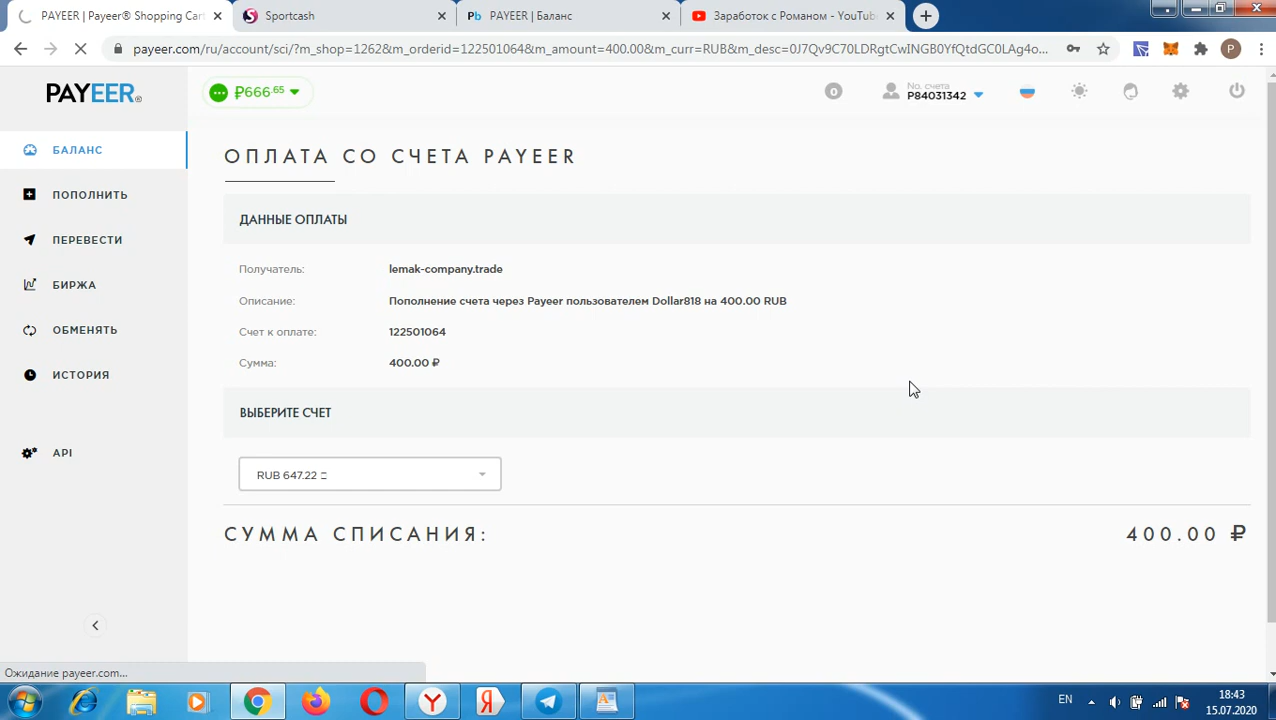 PAYEER | Payeer® Shopping Cart
Sportcash
PAYEER | Баланс
Заработок с Романом - YouTube
payeer.com/ru/account/sci/?m_shop=1262&m_orderid=122501064&m_amount=400.00&m_curr=RUB&m_desc=0J7Qv9C70LDRgtCwINGB0YfQtdGC0LAg4o...
P
PAYEER®
₽666.65
0
No. счета
P84031342
БАЛАНС
ПОПОЛНИТЬ
ПЕРЕВЕСТИ
БИРЖА
ОБМЕНЯТЬ
ИСТОРИЯ
API
ОПЛАТА СО СЧЕТА PAYEER
ДАННЫЕ ОПЛАТЫ
Получатель: lemak-company.trade
Описание: Пополнение счета через Payeer пользователем Dollar818 на 400.00 RUB
Счет к оплате: 122501064
Сумма: 400.00 ₽
ВЫБЕРИТЕ СЧЕТ
RUB 647.22
СУММА СПИСАНИЯ: 400.00 ₽
Ожидание payeer.com...
EN
18:43
15.07.2020